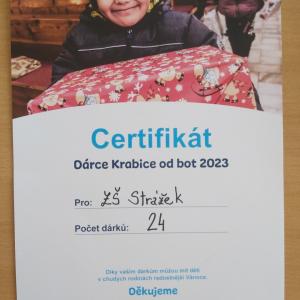 Certifikát
Dárce Krabice od bot 2023
Pro: ZŠ Strážek
Počet dárků: 24
Díky vašim dárkům můžou mít děti
v chudých rodinách radostnější Vánoce.
Děkujeme